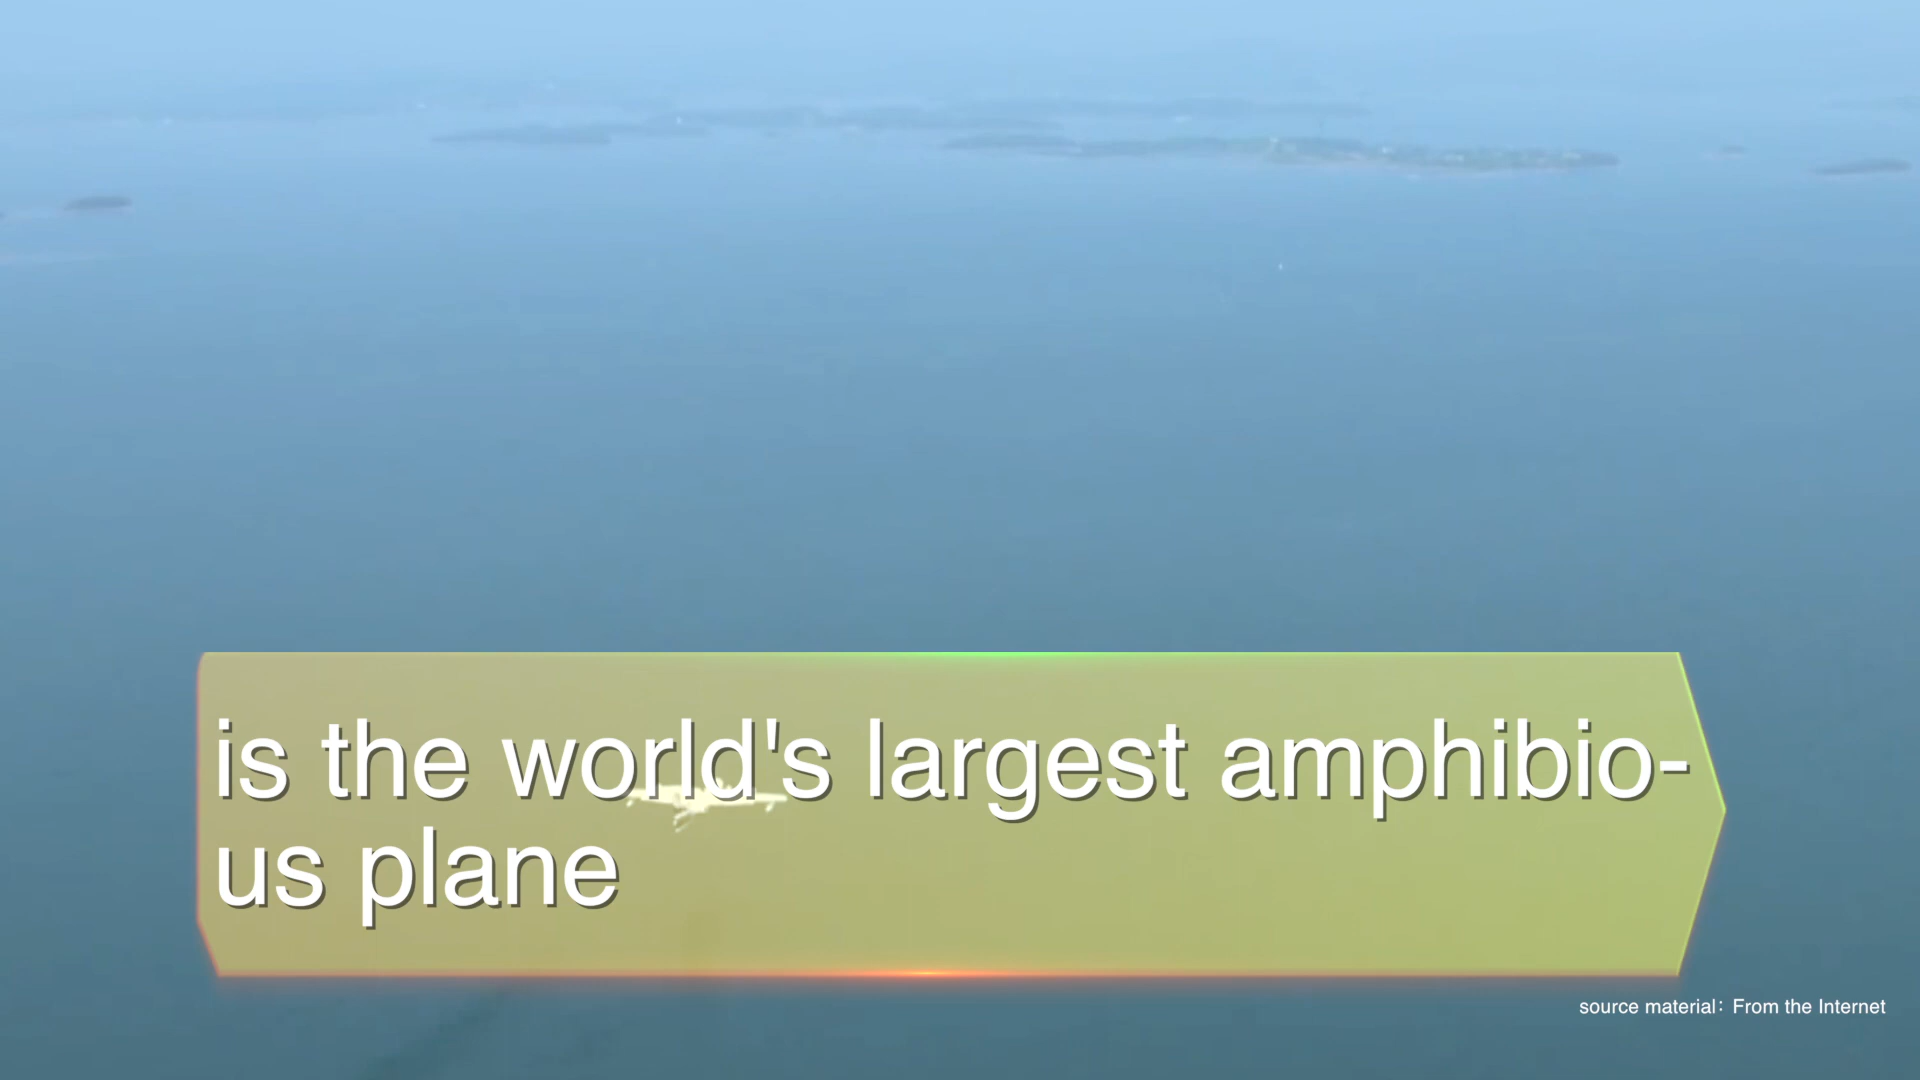 is the world's largest amphibio-
us plane
source material: From the Internet